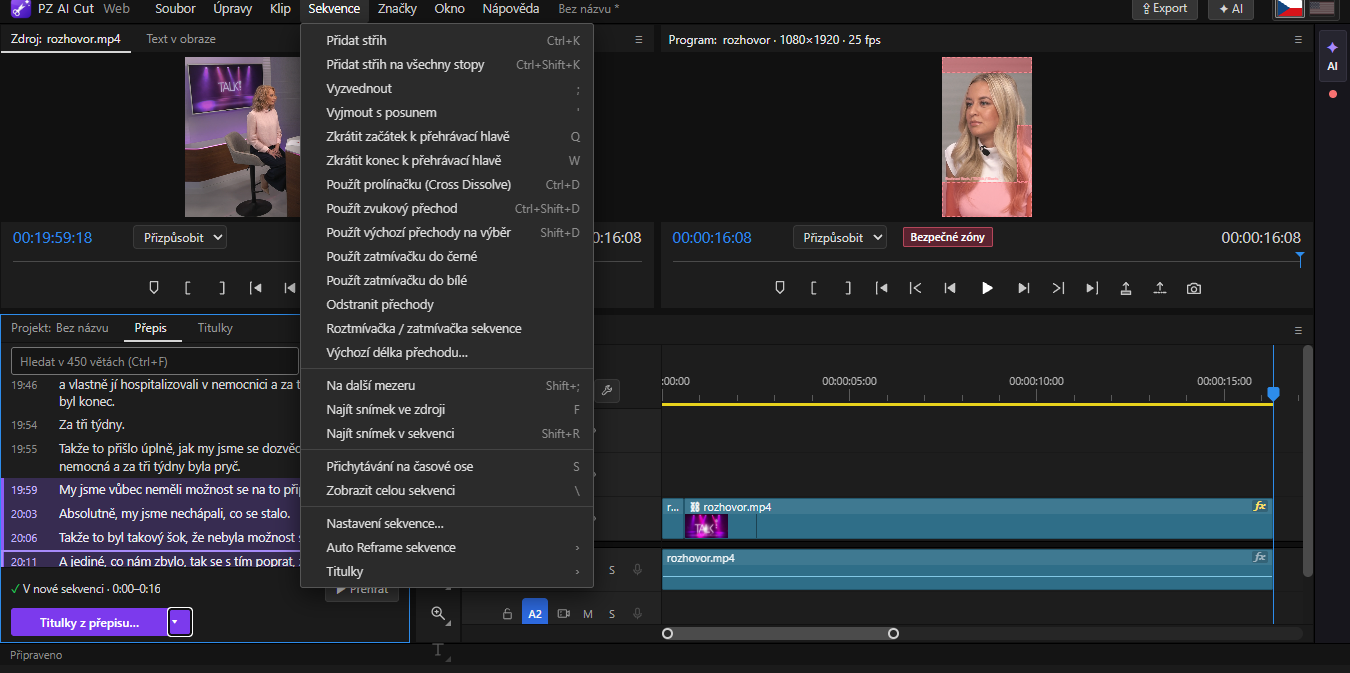 PZ AI Cut Web
Soubor Úpravy Klip Sekvence Značky Okno Nápověda Bez názvu *
Export
AI
Zdroj: rozhovor.mp4
Text v obraze
Program: rozhovor · 1080×1920 · 25 fps
AI
TALK!
00:19:59:18
Přizpůsobit
0:16:08
00:00:16:08
Přizpůsobit
Bezpečné zóny
00:00:16:08
Přidat střih Ctrl+K
Přidat střih na všechny stopy Ctrl+Shift+K
Vyzvednout ;
Vyjmout s posunem '
Zkrátit začátek k přehrávací hlavě Q
Zkrátit konec k přehrávací hlavě W
Použít prolínačku (Cross Dissolve) Ctrl+D
Použít zvukový přechod Ctrl+Shift+D
Použít výchozí přechody na výběr Shift+D
Použít zatmívačku do černé
Použít zatmívačku do bílé
Odstranit přechody
Roztmívačka / zatmívačka sekvence
Výchozí délka přechodu...
Na další mezeru Shift+;
Najít snímek ve zdroji F
Najít snímek v sekvenci Shift+R
Přichytávání na časové ose S
Zobrazit celou sekvenci \
Nastavení sekvence...
Auto Reframe sekvence
Titulky
Projekt: Bez názvu
Přepis
Titulky
Hledat v 450 větách (Ctrl+F)
19:46 a vlastně jí hospitalizovali v nemocnici a za t
byl konec.
19:54 Za tři týdny.
19:55 Takže to přišlo úplně, jak my jsme se dozvěd
nemocná a za tři týdny byla pryč.
19:59 My jsme vůbec neměli možnost se na to přip
20:03 Absolutně, my jsme nechápali, co se stalo.
20:06 Takže to byl takový šok, že nebyla možnost s
20:11 A jediné, co nám zbylo, tak se s tím poprat, z
✓ V nové sekvenci · 0:00–0:16
Přehrát
Titulky z přepisu...
Připraveno
:00:00 00:00:05:00 00:00:10:00 00:00:15:00
r... rozhovor.mp4 fx
TALK!
rozhovor.mp4 fx
S
A2 M S
T